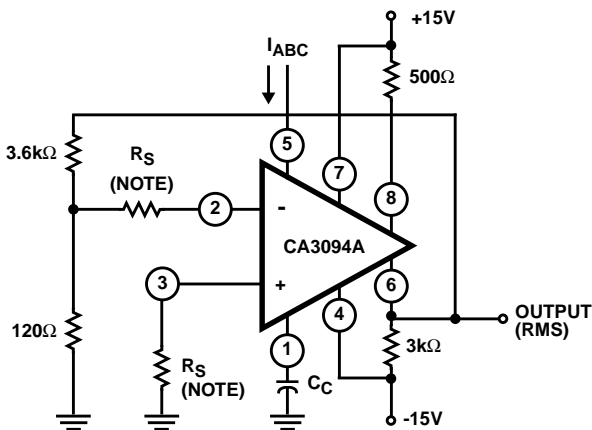 +15V
I_ABC
500Ω
3.6kΩ
R_S
(NOTE)
5
7
8
2
-
CA3094A
3
+
6
4
OUTPUT
(RMS)
120Ω
1
3kΩ
R_S
(NOTE)
C_C
-15V